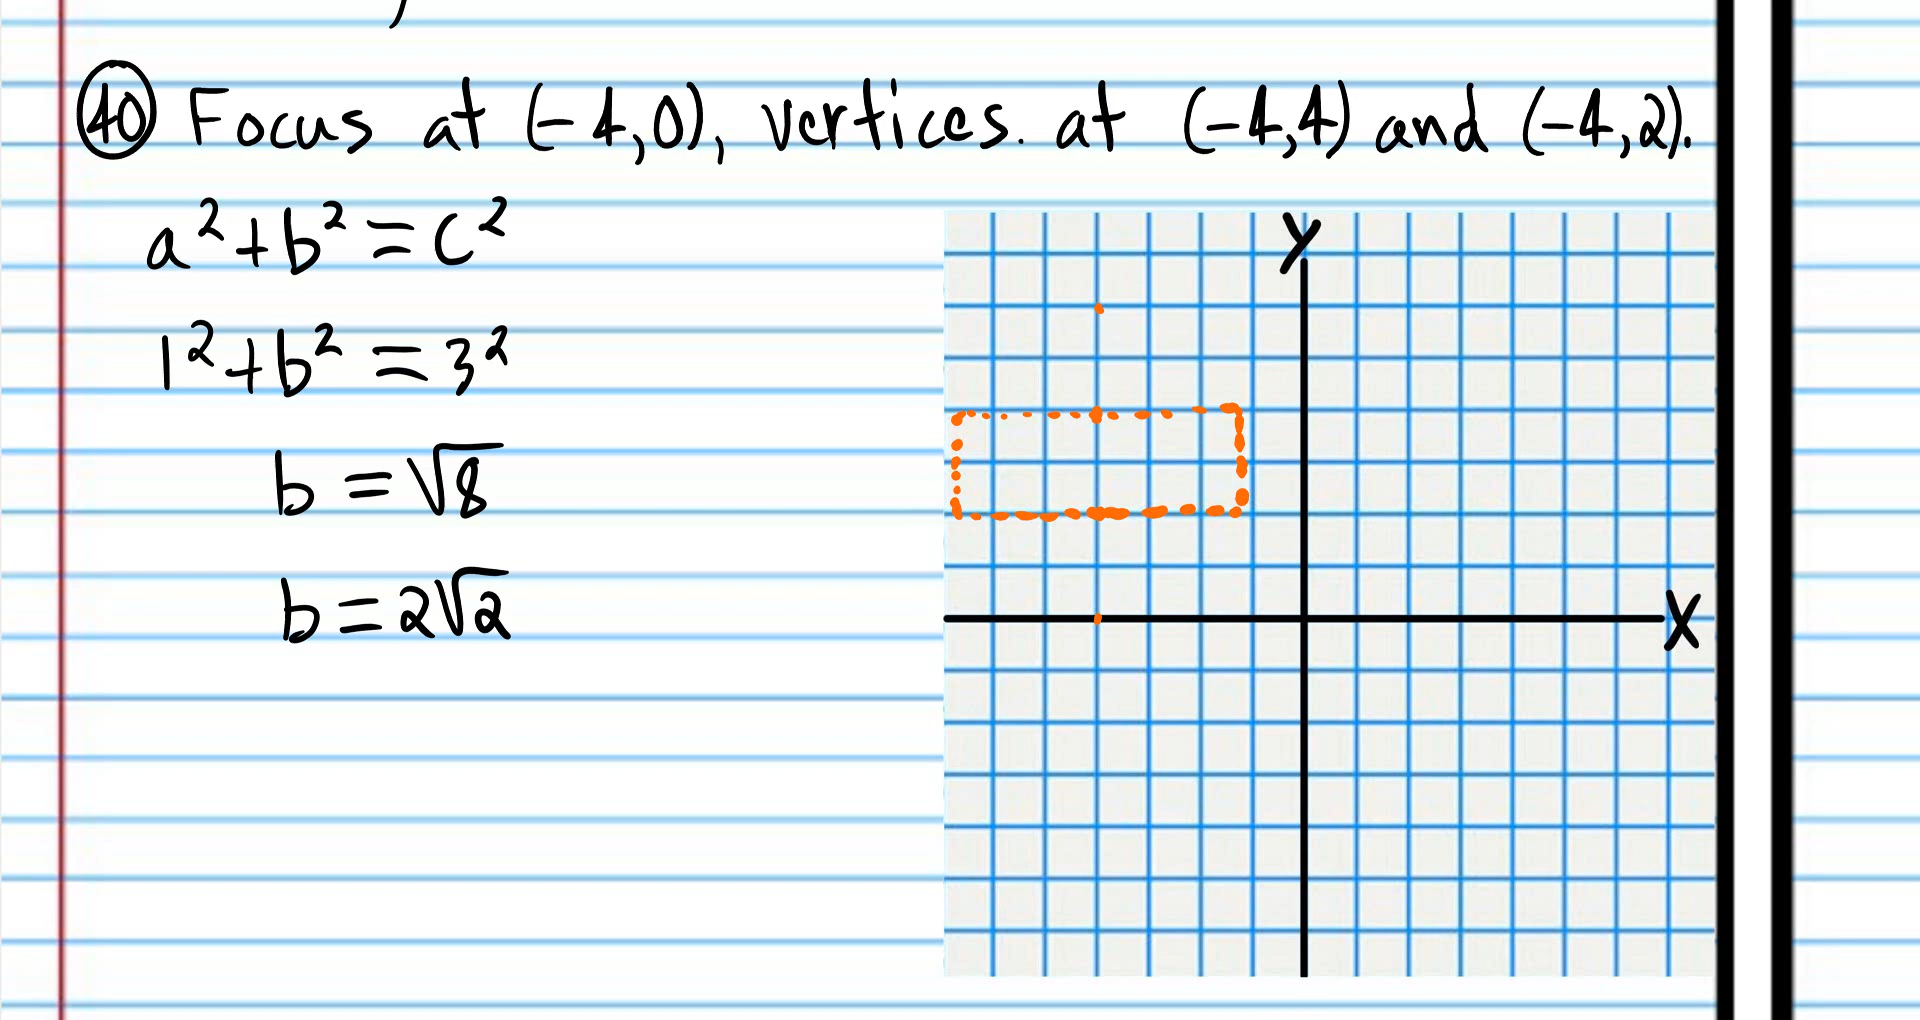 40 Focus at (-4,0), vertices. at (-4,4) and (-4,2).
a²+b²=c²
1²+b²=3²
b=√8
b=2√2
Y
X